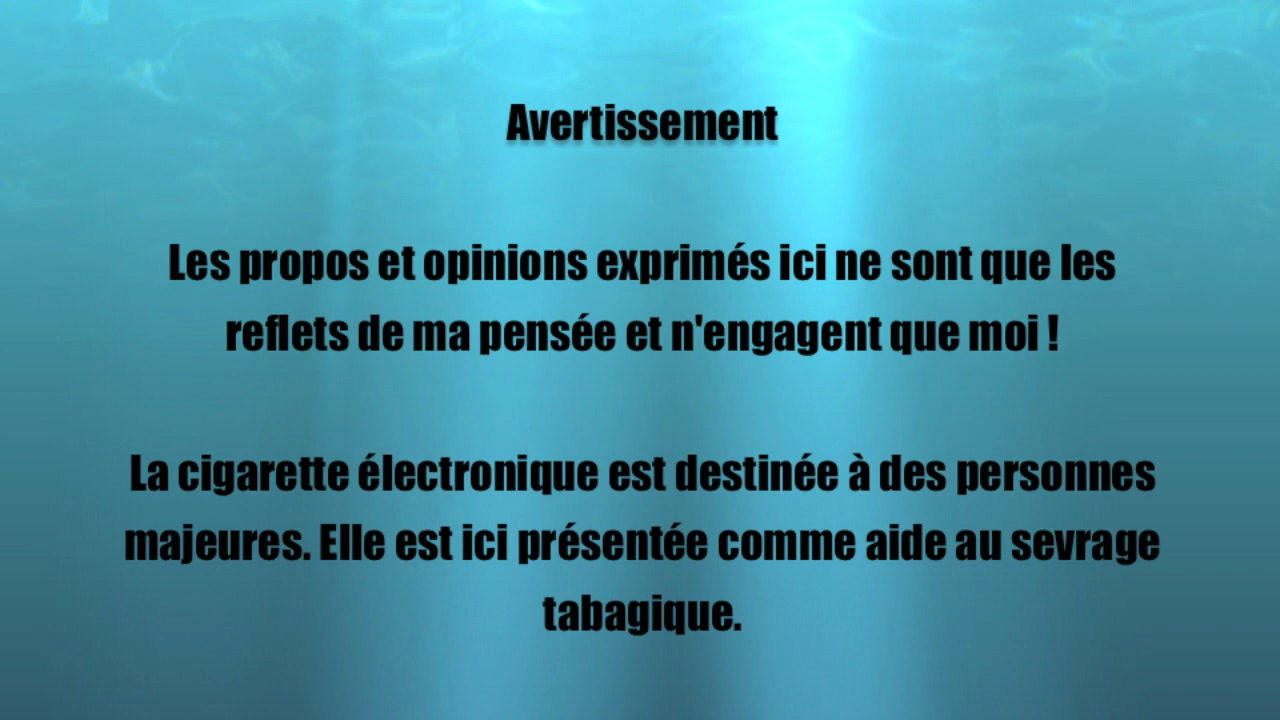 Avertissement
Les propos et opinions exprimés ici ne sont que les
reflets de ma pensée et n'engagent que moi !
La cigarette électronique est destinée à des personnes
majeures. Elle est ici présentée comme aide au sevrage
tabagique.